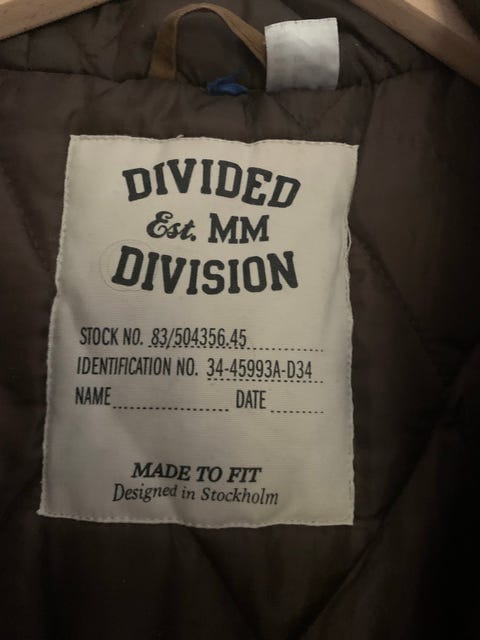 DIVIDED
Est. MM
DIVISION
STOCK NO. 83/504356.45
IDENTIFICATION NO. 34-45993A-D34
NAME DATE
MADE TO FIT
Designed in Stockholm